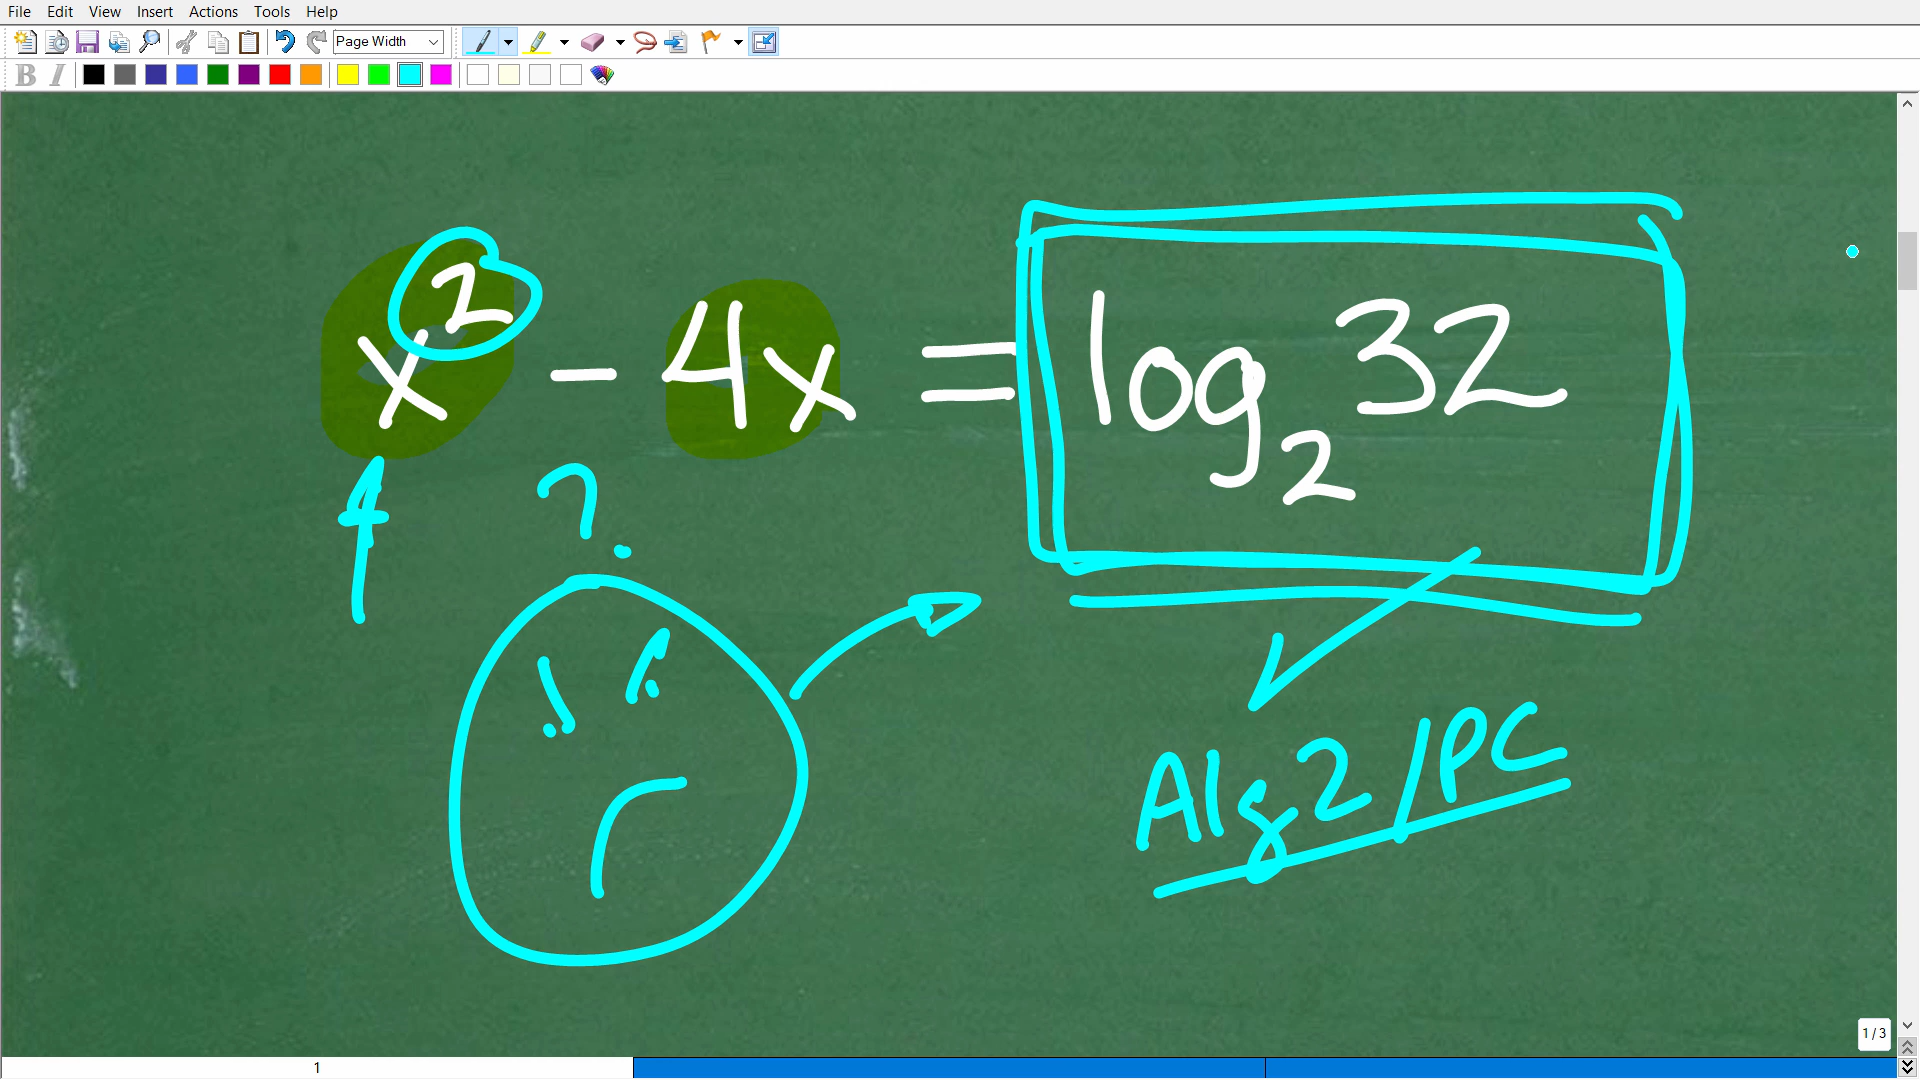 File Edit View Insert Actions Tools Help
Page Width
B I
x² - 4x = log₂32
?
Alg2/PC
1 / 3
1